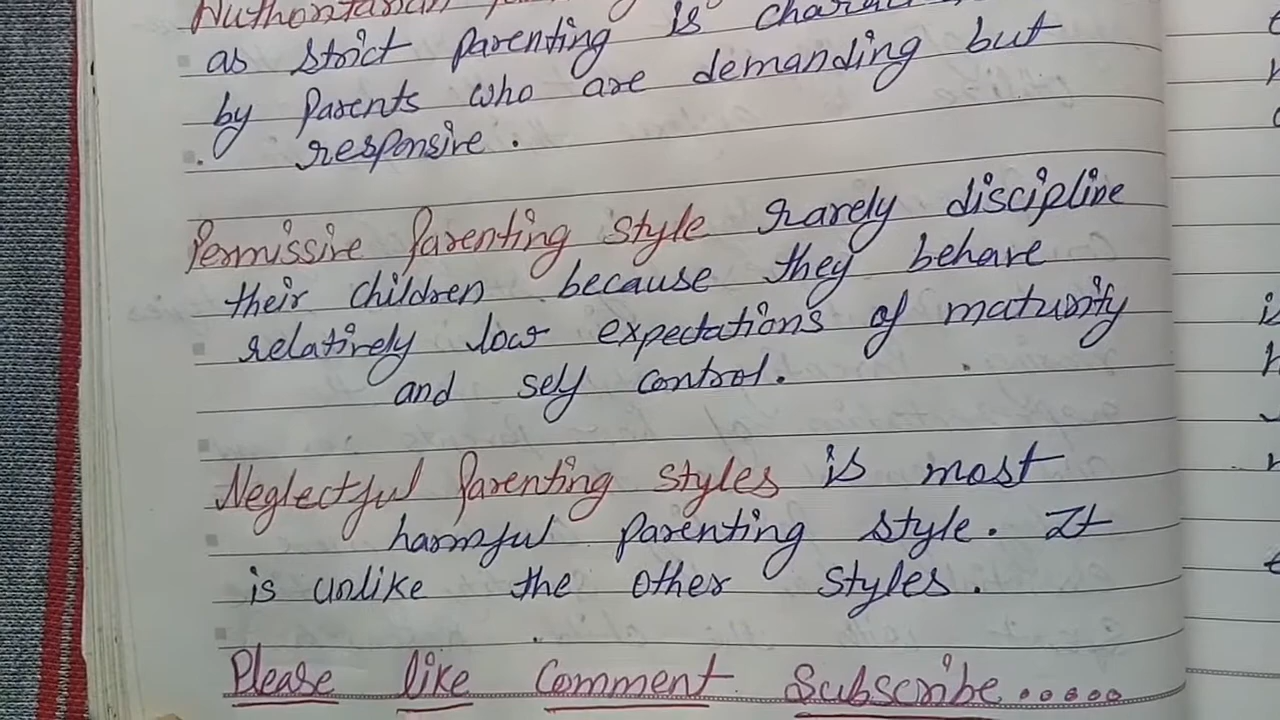 Authoritarian
as strict Parenting is
by Parents who are demanding but
responsive.
Permissive Parenting Style rarely discipline
their children because they behave
relatively low expectations of maturity
and self control.
Neglectful Parenting Styles is most
harmful Parenting style. It
is unlike the other styles.
Please like Comment Subscribe.....